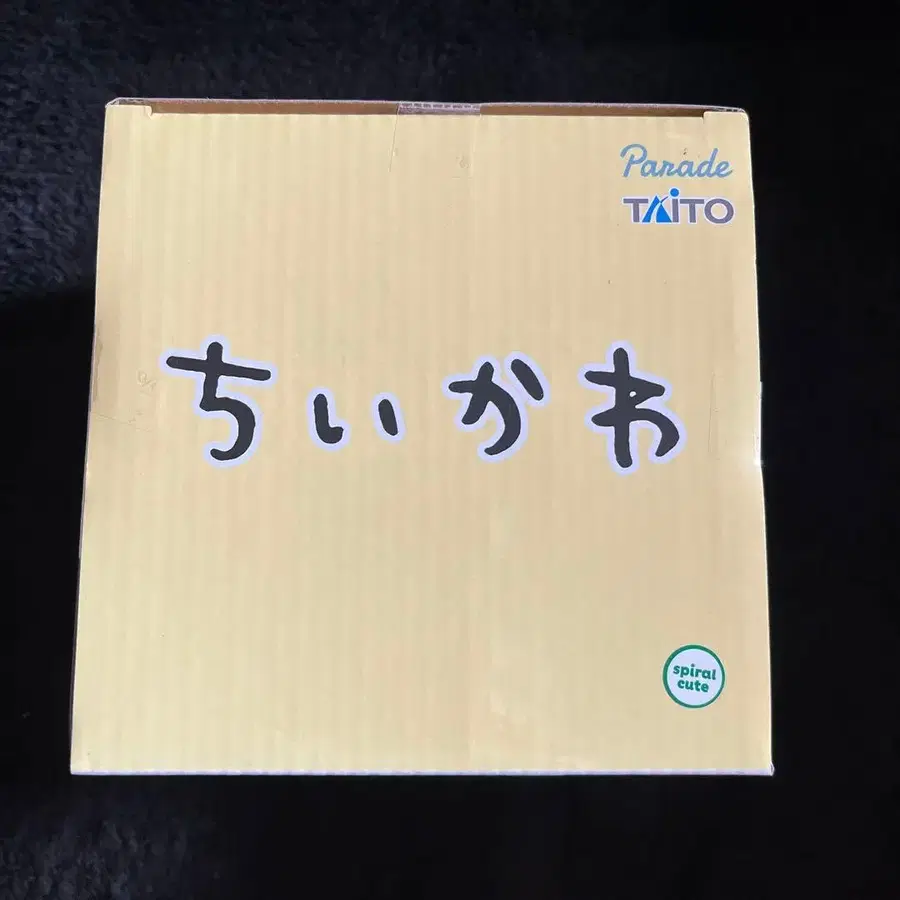 Parade
TAiTO
ちいかわ
spiral
cute